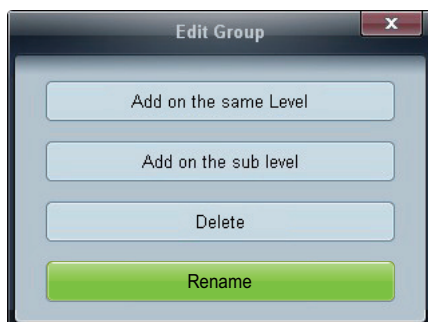 Edit Group
x
Add on the same Level
Add on the sub level
Delete
Rename